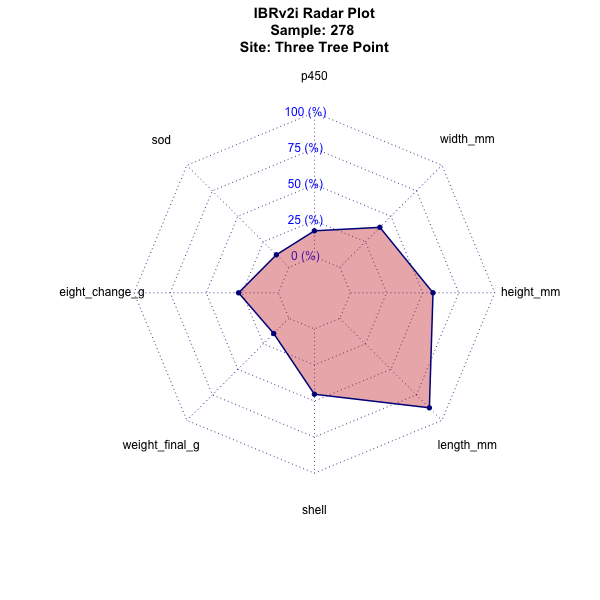 IBRv2i Radar Plot
Sample: 278
Site: Three Tree Point
p450
100 (%)
sod
width_mm
75 (%)
50 (%)
25 (%)
0 (%)
eight_change_g
height_mm
weight_final_g
length_mm
shell